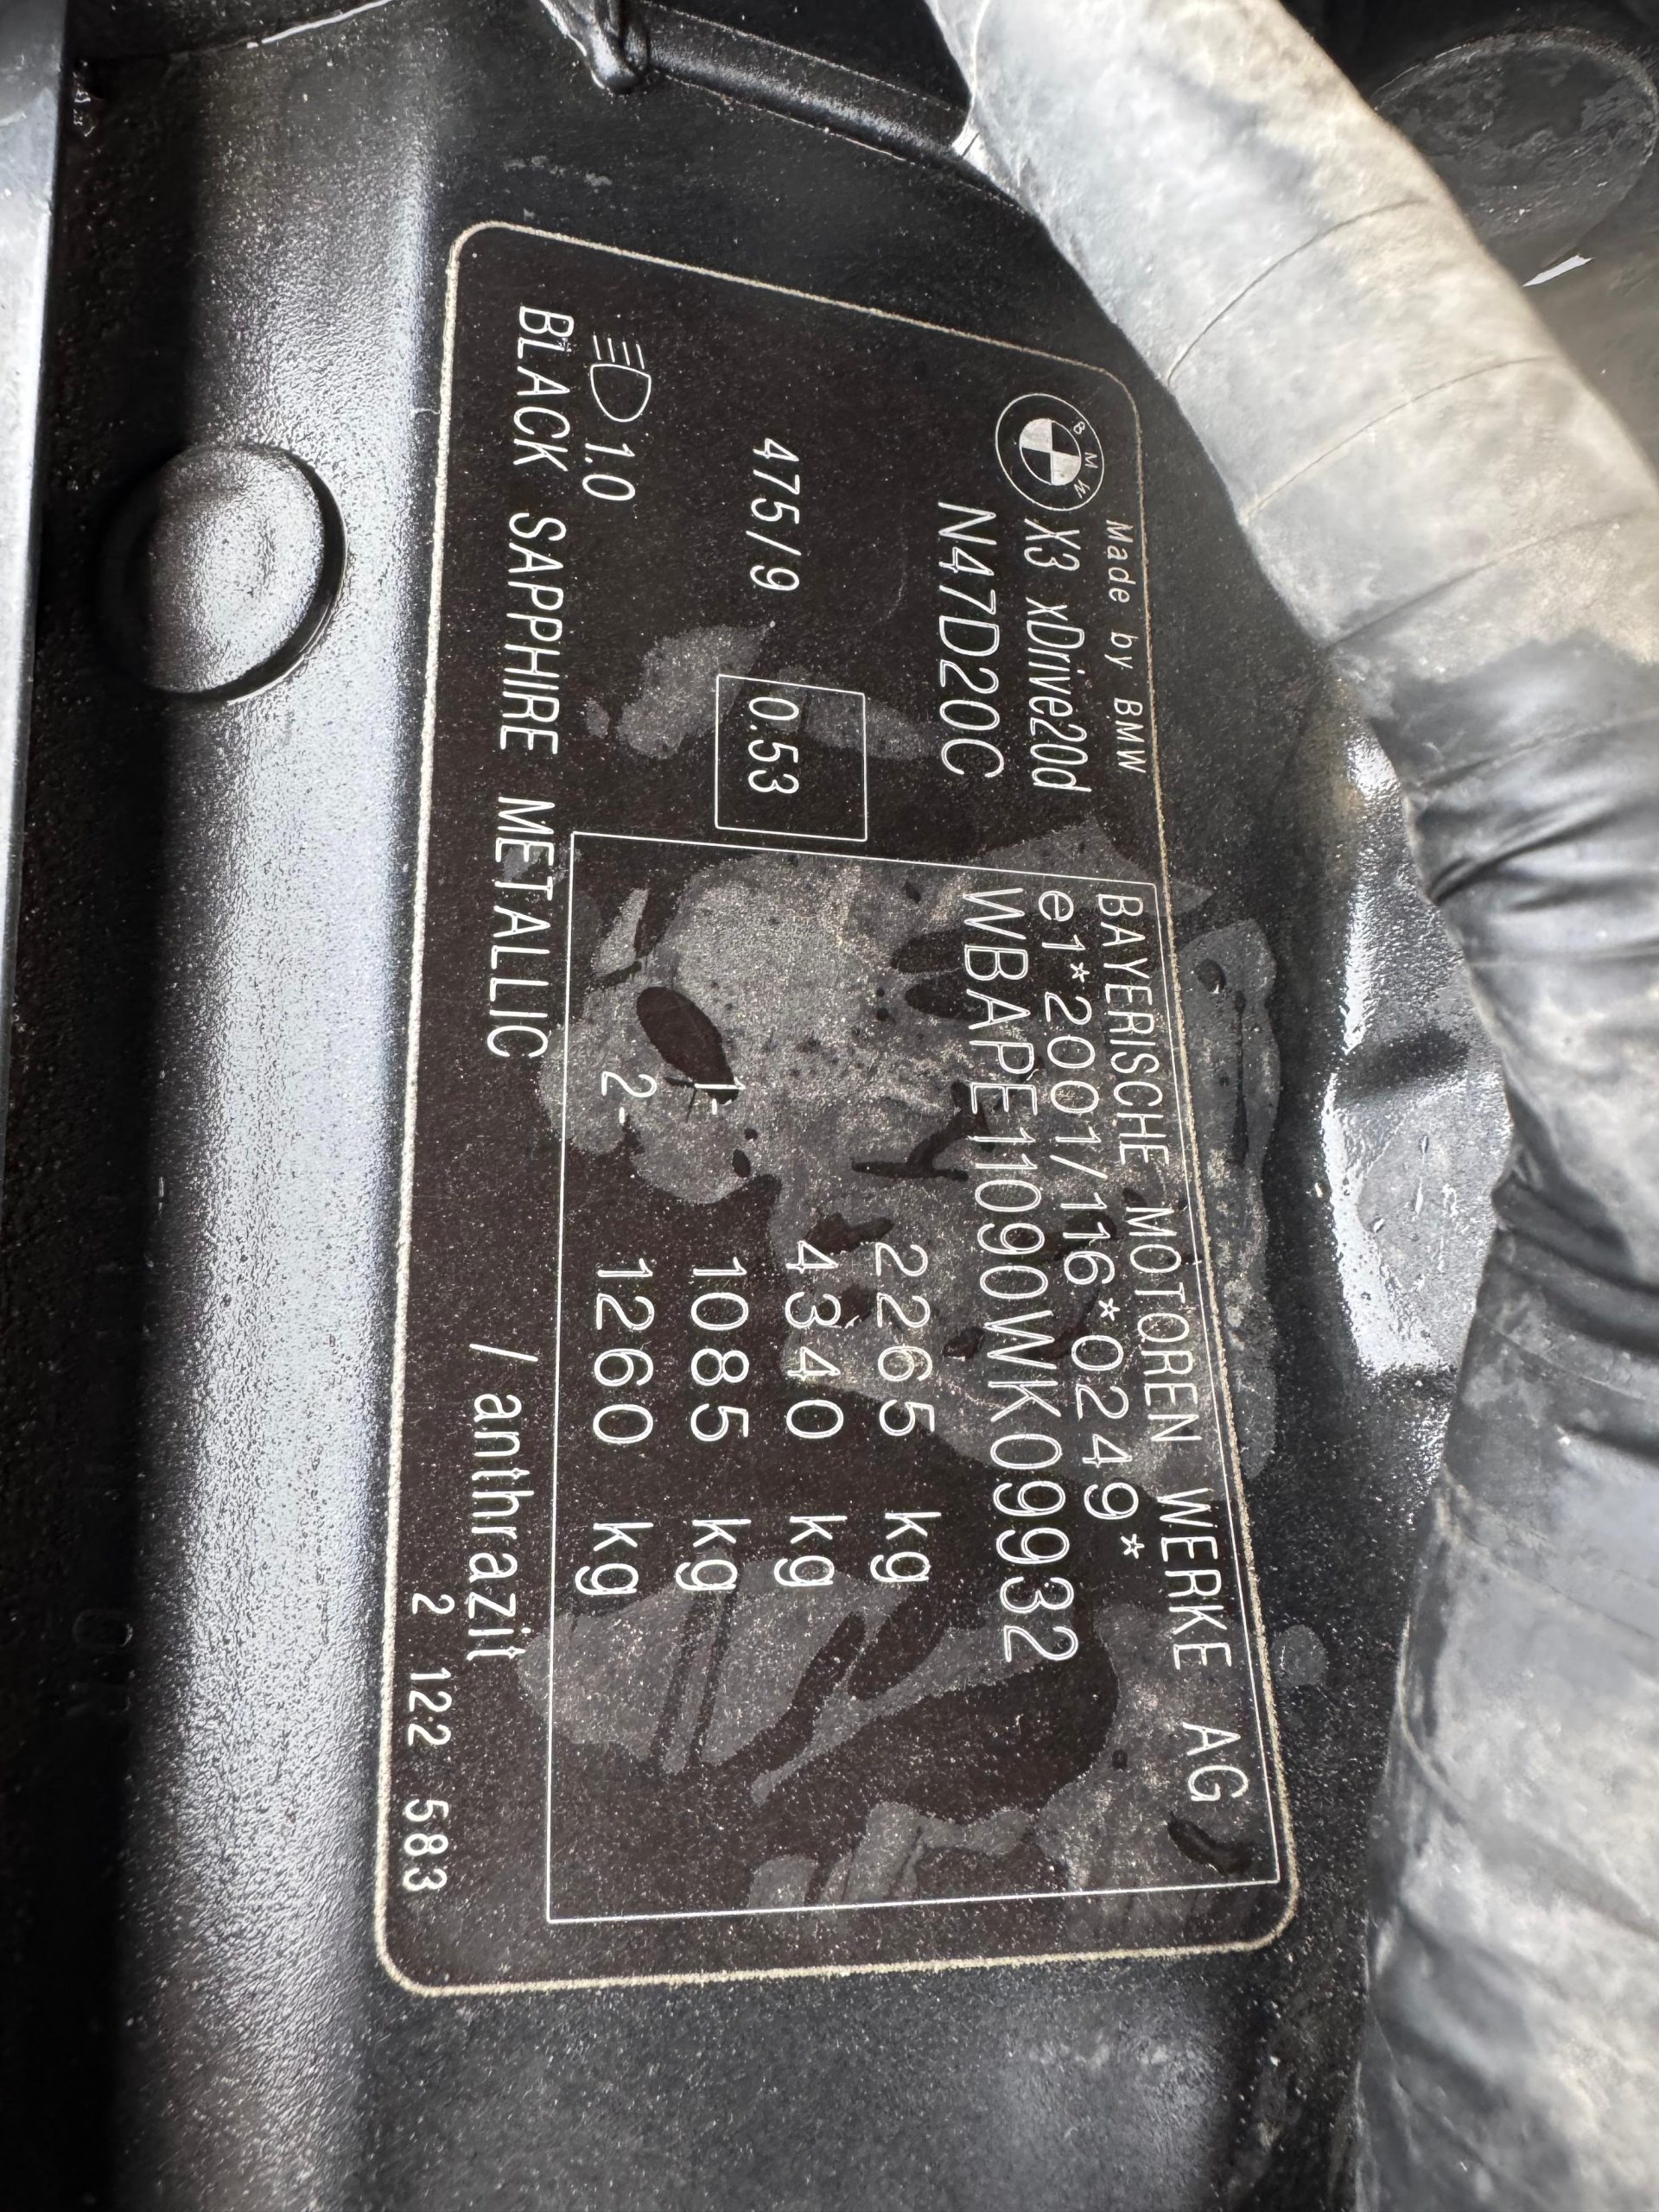 Made by BMW
BMW
X3 xDrive20d
N47D20C
475/9
0.53
1.0
BAYERISCHE MOTOREN WERKE AG
e1*2001/116*0249*
WBAPE11090WK09932
2265 kg
4340 kg
1- 1085 kg
2- 1260 kg
BLACK SAPPHIRE METALLIC / anthrazit
2 122 583